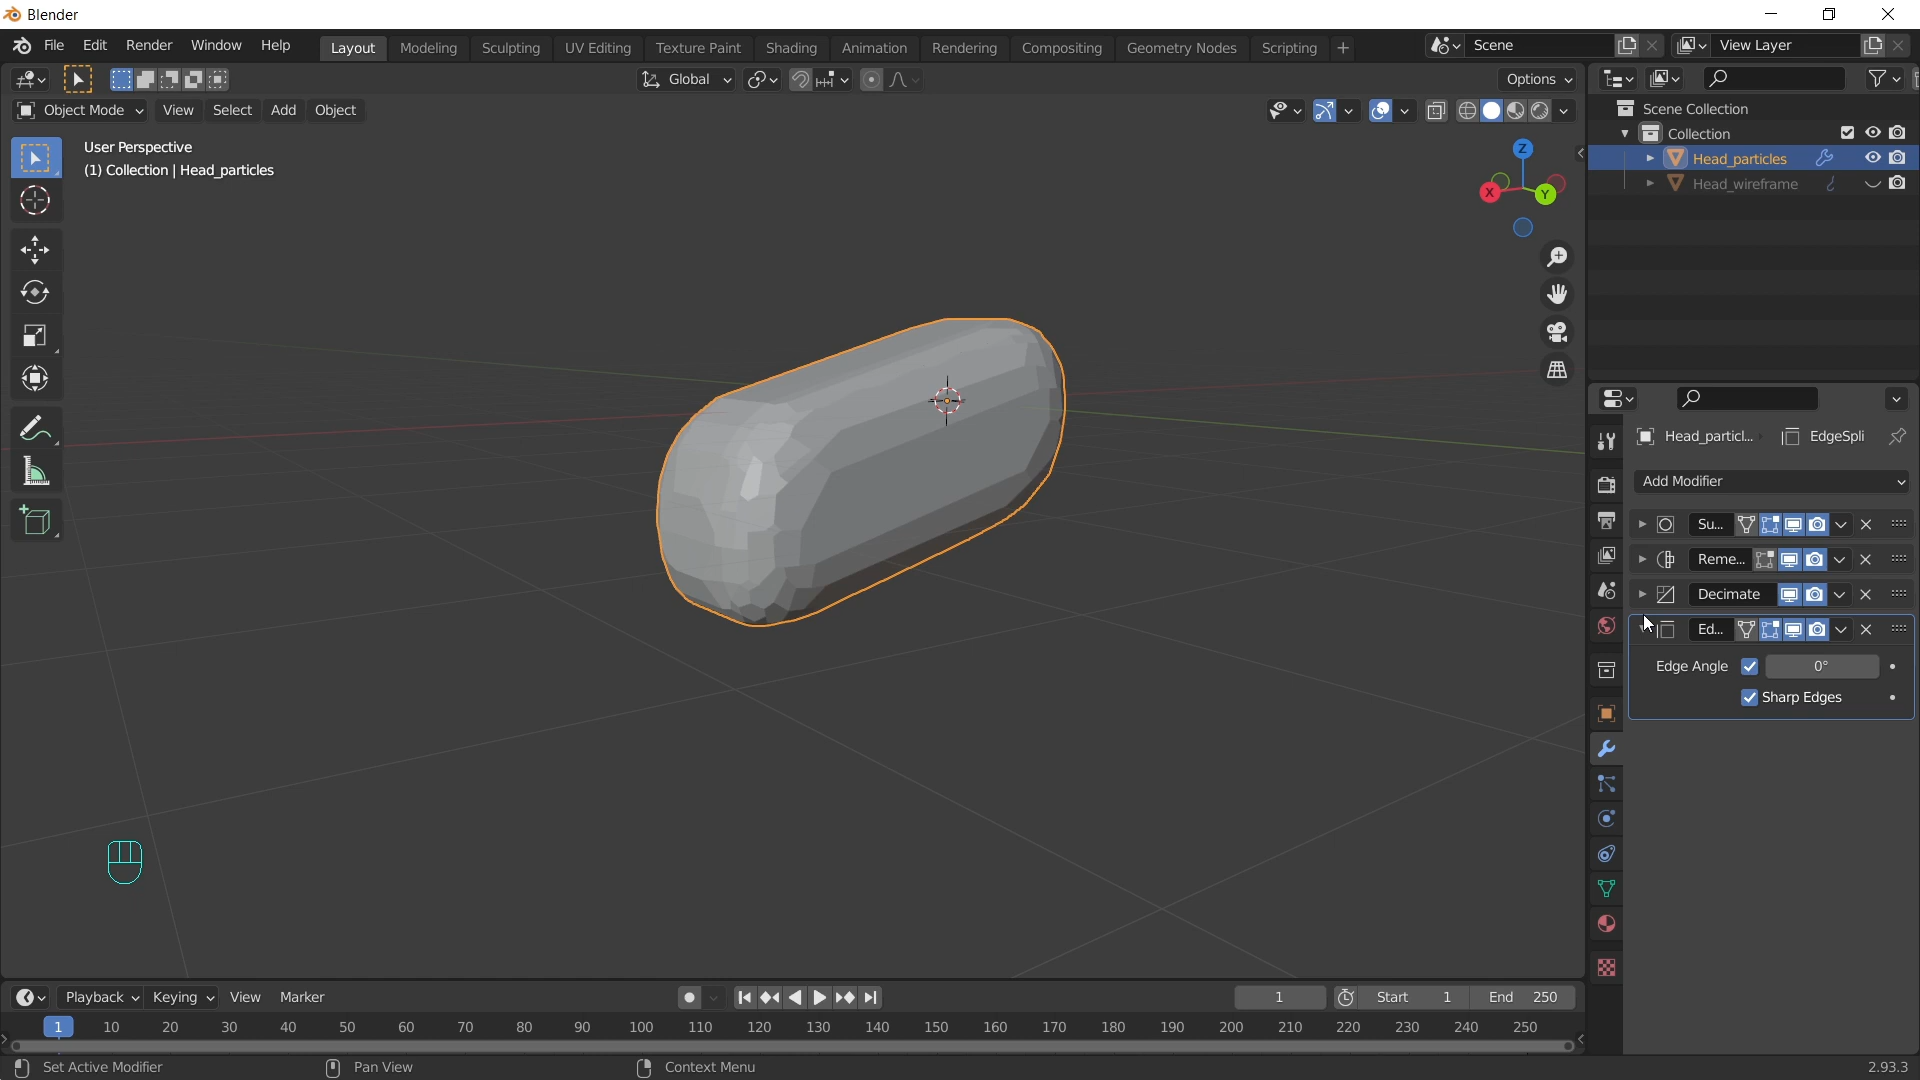 Blender
File Edit Render Window Help Layout Modeling Sculpting UV Editing Texture Paint Shading Animation Rendering Compositing Geometry Nodes Scripting + Scene View Layer
Global Options
Object Mode View Select Add Object
User Perspective
(1) Collection | Head_particles
Z
X
Y
Scene Collection
Collection
Head_particles
Head_wireframe
Head_particl... EdgeSpli
Add Modifier
Su...
Reme...
Decimate
Ed...
Edge Angle 0°
Sharp Edges
Playback Keying View Marker 1 Start 1 End 250
1 10 20 30 40 50 60 70 80 90 100 110 120 130 140 150 160 170 180 190 200 210 220 230 240 250
Set Active Modifier Pan View Context Menu 2.93.3